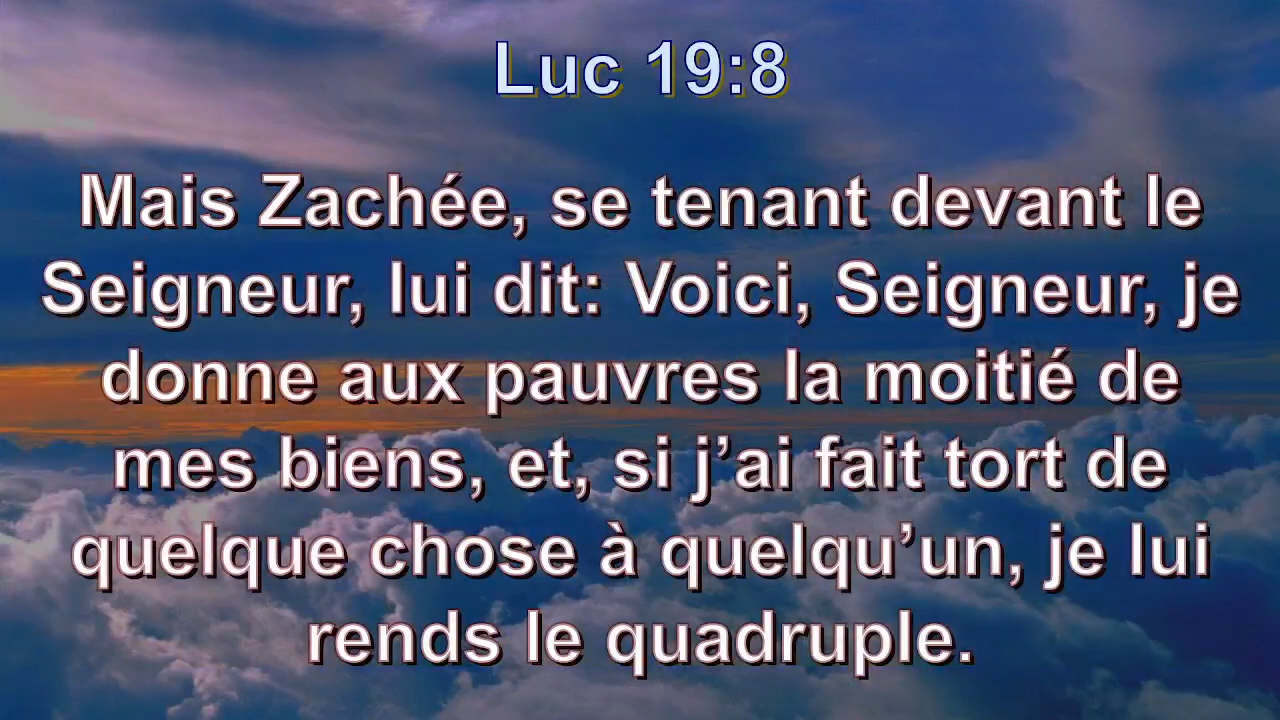 Luc 19:8
Mais Zachée, se tenant devant le
Seigneur, lui dit: Voici, Seigneur, je
donne aux pauvres la moitié de
mes biens, et, si j’ai fait tort de
quelque chose à quelqu’un, je lui
rends le quadruple.